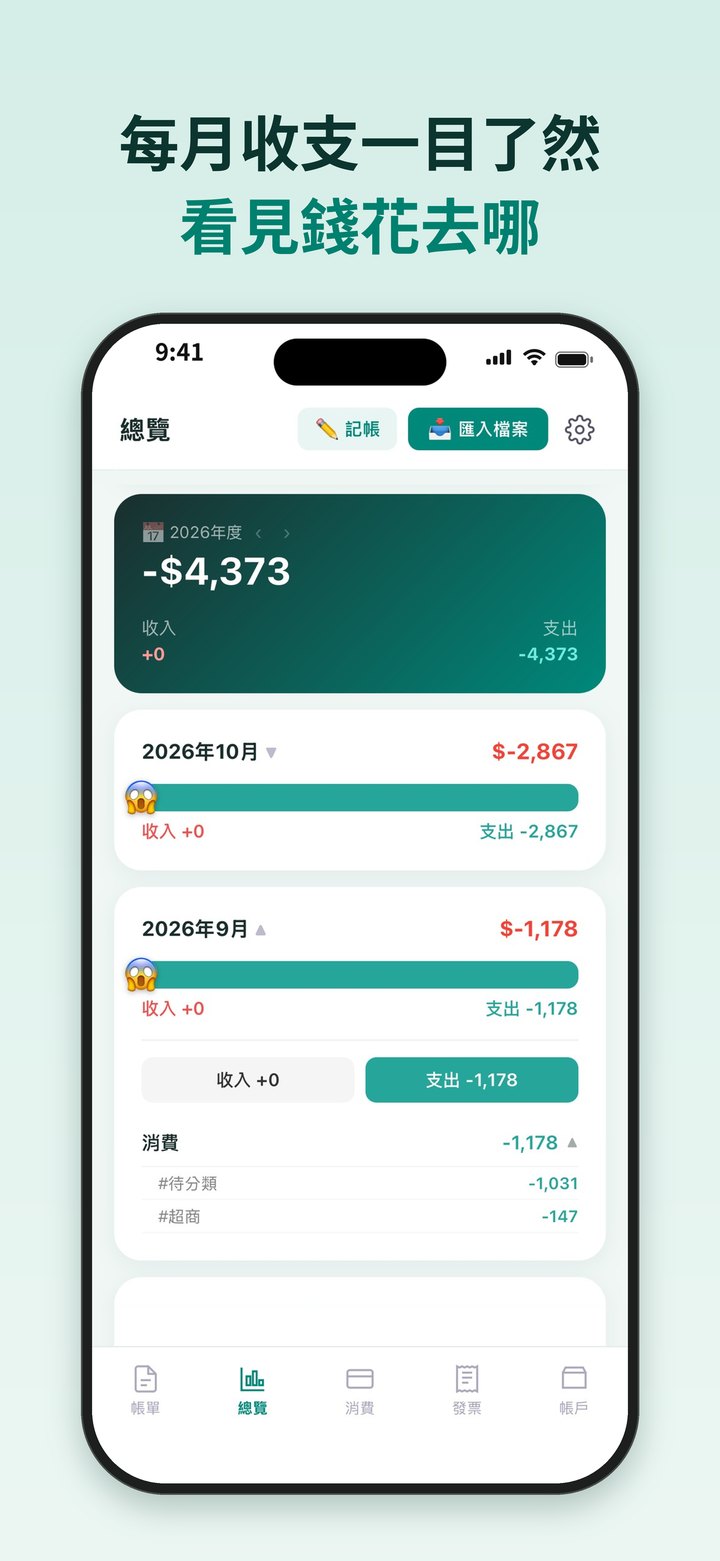 每月收支一目了然
看見錢花去哪
9:41
總覽
記帳
匯入檔案
17 2026年度 ‹ ›
-$4,373
收入 支出
+0 -4,373
2026年10月 ▼ $-2,867
收入 +0 支出 -2,867
2026年9月 ▲ $-1,178
收入 +0 支出 -1,178
收入 +0 支出 -1,178
消費 -1,178 ▲
#待分類 -1,031
#超商 -147
帳單 總覽 消費 發票 帳戶